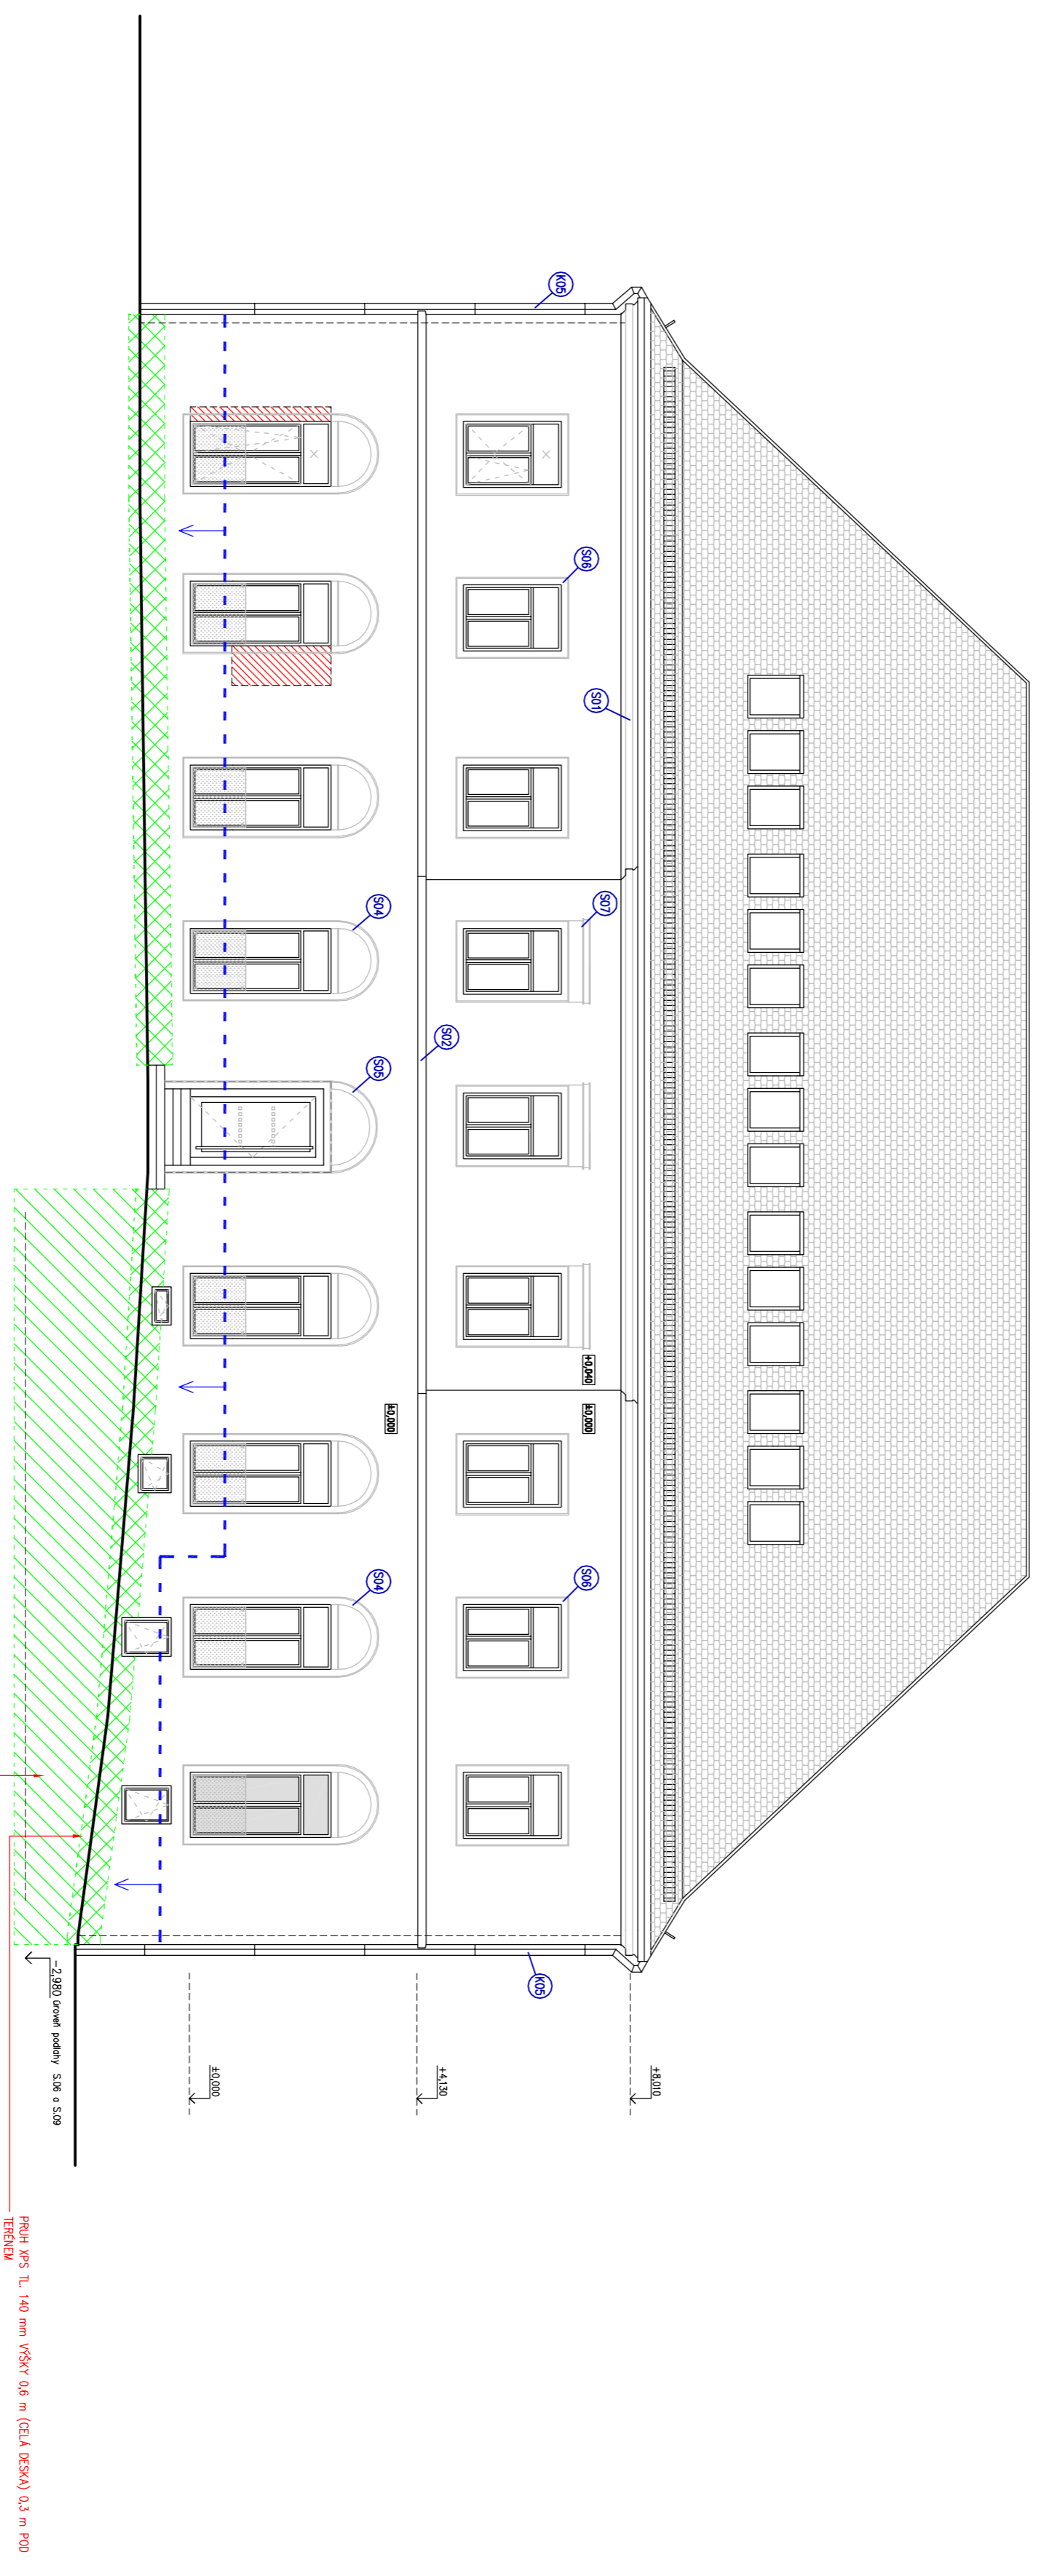 K05
S06
S01
S04
S07
S02
S05
+0,040
±0,000
±0,000
S04
S06
K05
+8,010
+4,130
±0,000
-2,980 úroveň podlahy S.06 a S.09
PRUH XPS TL. 140 mm VÝŠKY 0,6 m (CELÁ DESKA) 0,3 m POD
TERÉNEM